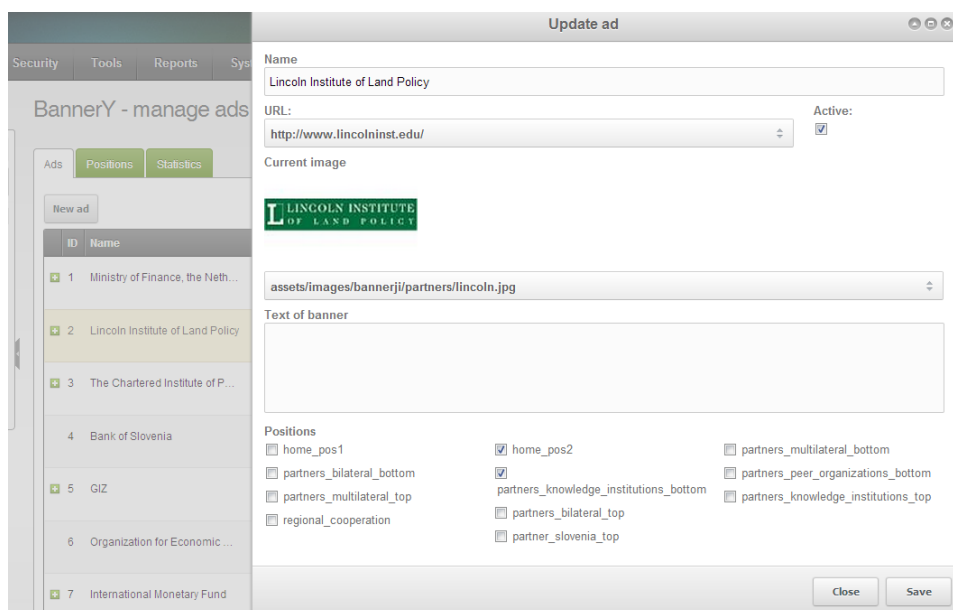 Update ad
Security Tools Reports Sys
BannerY - manage ads
Ads Positions Statistics
New ad
ID Name
1 Ministry of Finance, the Neth...
2 Lincoln Institute of Land Policy
3 The Chartered Institute of P...
4 Bank of Slovenia
5 GIZ
6 Organization for Economic ...
7 International Monetary Fund
Name
Lincoln Institute of Land Policy
URL: Active:
http://www.lincolninst.edu/
Current image
LINCOLN INSTITUTE
OF LAND POLICY
assets/images/bannerji/partners/lincoln.jpg
Text of banner
Positions
home_pos1 home_pos2 partners_multilateral_bottom
partners_bilateral_bottom partners_knowledge_institutions_bottom partners_peer_organizations_bottom
partners_multilateral_top partners_bilateral_top partners_knowledge_institutions_top
regional_cooperation partner_slovenia_top
Close Save